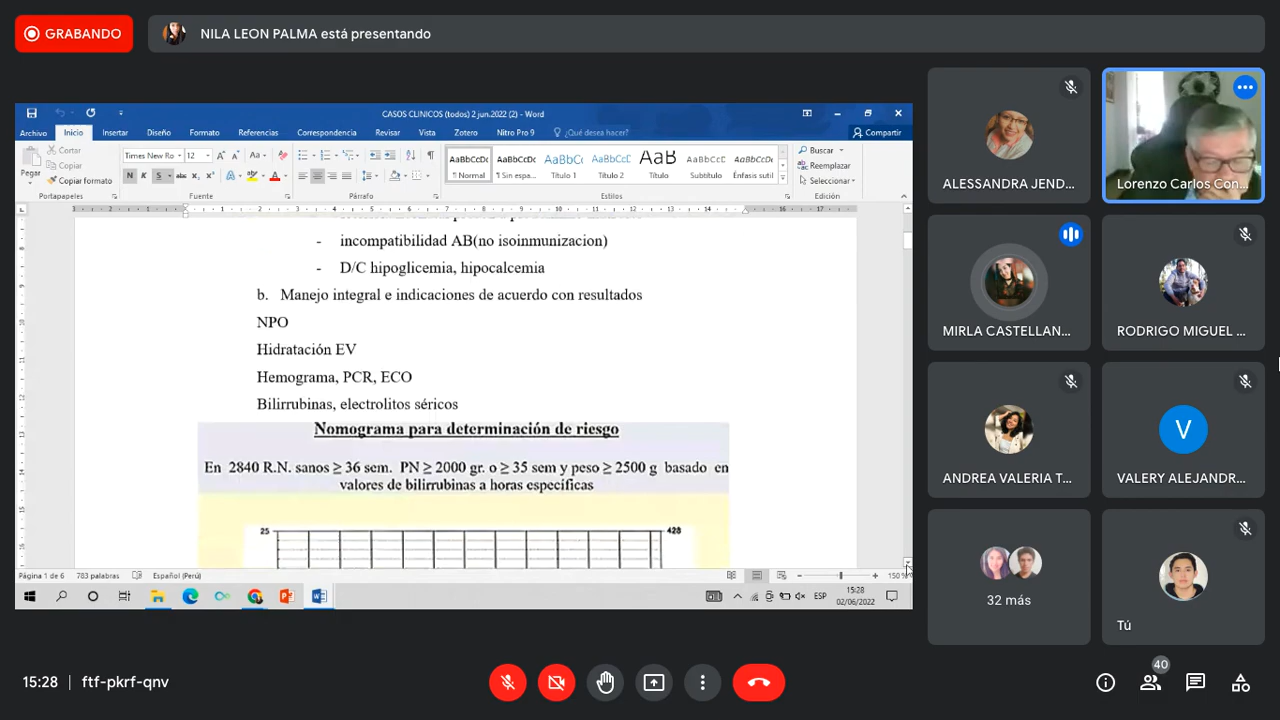 GRABANDO
NILA LEON PALMA está presentando
CASOS CLINICOS (todos) 2 jun.2022 (2) - Word
Archivo Inicio Insertar Diseño Formato Referencias Correspondencia Revisar Vista Zotero Nitro Pro 9 ¿Qué desea hacer? Compartir
Pegar
Cortar
Copiar
Copiar formato
Portapapeles
Times New Ro 12
N K S abc
Fuente
Párrafo
AaBbCcDc AaBbCcDc AaBbC AaBbCc AaB AaBbCcD AaBbCcD
¶ Normal ¶ Sin espa... Título 1 Título 2 Título Subtítulo Énfasis sutil
Estilos
Buscar
Reemplazar
Seleccionar
Edición
- incompatibilidad AB(no isoinmunizacion)
- D/C hipoglicemia, hipocalcemia
b. Manejo integral e indicaciones de acuerdo con resultados
NPO
Hidratación EV
Hemograma, PCR, ECO
Bilirrubinas, electrolitos séricos
Nomograma para determinación de riesgo
En 2840 R.N. sanos ≥ 36 sem. PN ≥ 2000 gr. o ≥ 35 sem y peso ≥ 2500 g basado en
valores de bilirrubinas a horas específicas
25 428
Página 1 de 6 783 palabras Español (Perú) 150 %
ESP
15:28
02/06/2022
ALESSANDRA JEND...
Lorenzo Carlos Con...
MIRLA CASTELLAN...
RODRIGO MIGUEL ...
ANDREA VALERIA T...
V
VALERY ALEJANDR...
32 más
Tú
15:28 | ftf-pkrf-qnv
40